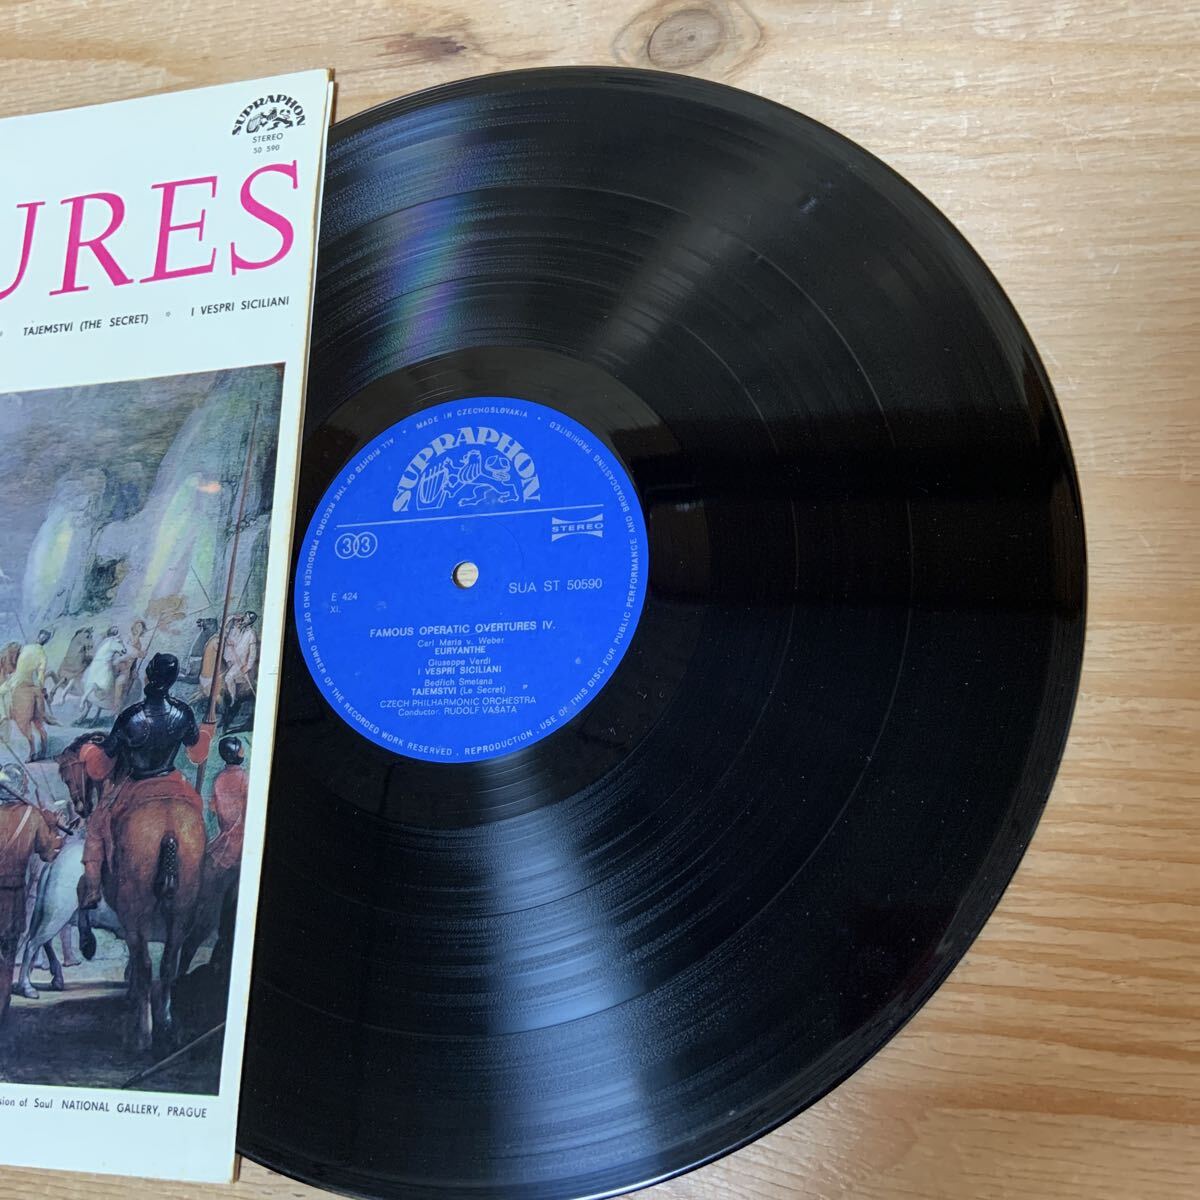 SUPRAPHON
STEREO
50 590
URES
* TAJEMSTVI (THE SECRET) * I VESPRI SICILIANI
sion of Saul NATIONAL GALLERY, PRAGUE
MADE IN CZECHOSLOVAKIA • ALL RIGHTS OF THE RECORD PRODUCER AND OF THE OWNER OF THE RECORDED WORK RESERVED . REPRODUCTION , USE OF THIS DISC FOR PUBLIC PERFORMANCE AND BROADCASTING PROHIBITED
SUPRAPHON
33
STEREO
E 424
XI.
SUA ST 50590
FAMOUS OPERATIC OVERTURES IV.
Carl Maria v. Weber
EURYANTHE
Giuseppe Verdi
I VESPRI SICILIANI
Bedřich Smetana
TAJEMSTVI (Le Secret)
CZECH PHILHARMONIC ORCHESTRA
Conductor: RUDOLF VAŠATA